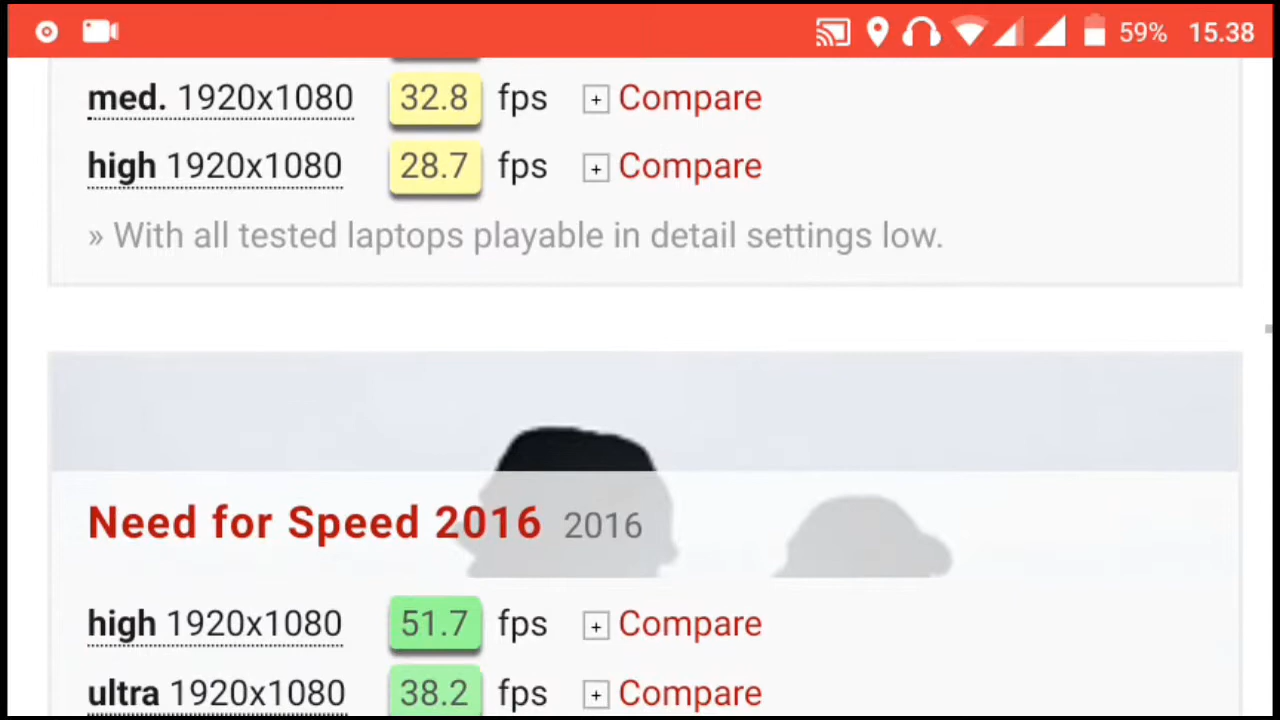 59% 15.38
med. 1920x1080 32.8 fps + Compare
high 1920x1080 28.7 fps + Compare
» With all tested laptops playable in detail settings low.
Need for Speed 2016 2016
high 1920x1080 51.7 fps + Compare
ultra 1920x1080 38.2 fps + Compare